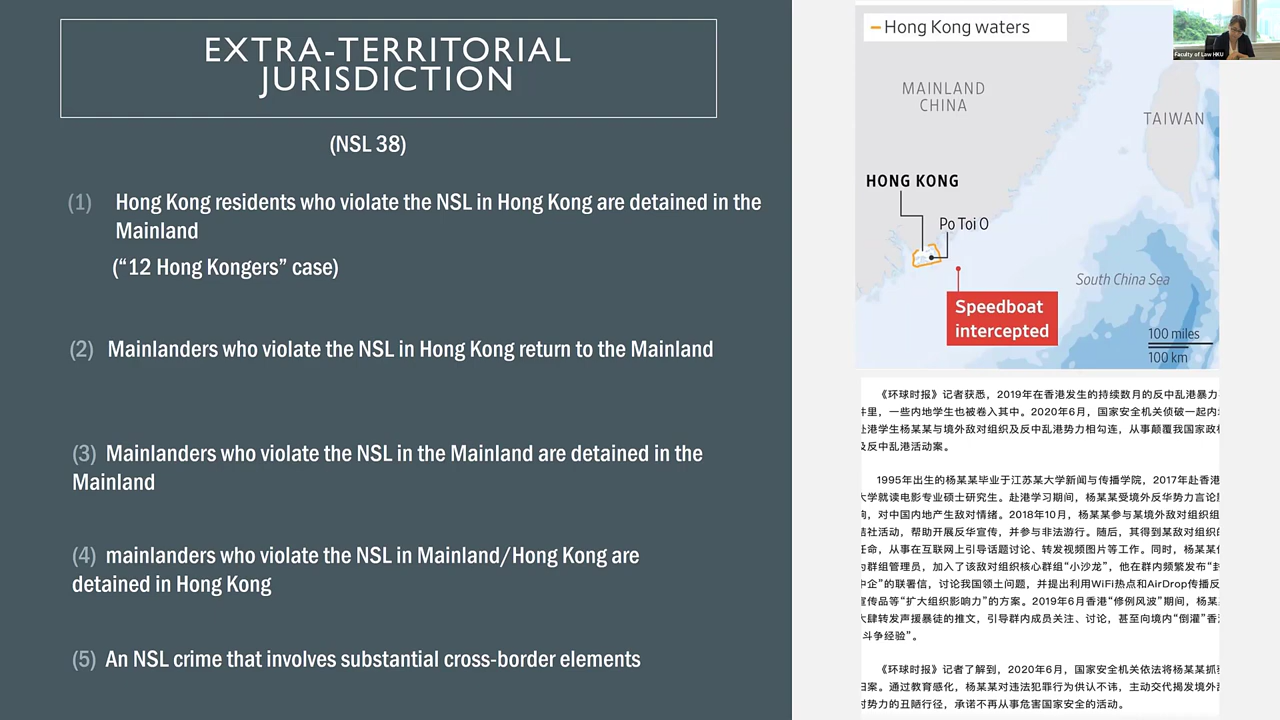 EXTRA-TERRITORIAL
JURISDICTION
(NSL 38)
(1) Hong Kong residents who violate the NSL in Hong Kong are detained in the
Mainland
(“12 Hong Kongers” case)
(2) Mainlanders who violate the NSL in Hong Kong return to the Mainland
(3) Mainlanders who violate the NSL in the Mainland are detained in the
Mainland
(4) mainlanders who violate the NSL in Mainland/Hong Kong are
detained in Hong Kong
(5) An NSL crime that involves substantial cross-border elements
Hong Kong waters
Faculty of Law HKU
MAINLAND
CHINA
TAIWAN
HONG KONG
Po Toi O
South China Sea
Speedboat
intercepted
100 miles
100 km
《环球时报》记者获悉，2019年在香港发生的持续数月的反中乱港暴力
件里，一些内地学生也被卷入其中。2020年6月，国家安全机关侦破一起内
赴港学生杨某某与境外敌对组织及反中乱港势力相勾连，从事颠覆我国家政
及反中乱港活动案。
1995年出生的杨某某毕业于江苏某大学新闻与传播学院，2017年赴香港
大学就读电影专业硕士研究生。赴港学习期间，杨某某受境外反华势力言论
响，对中国内地产生敌对情绪。2018年10月，杨某某参与某境外敌对组织组
结社活动，帮助开展反华宣传，并参与非法游行。随后，其得到某敌对组织的
任命，从事在互联网上引导话题讨论、转发视频图片等工作。同时，杨某某
为群组管理员，加入了该敌对组织核心群组“小沙龙”，他在群内频繁发布“封
中企”的联署信，讨论我国领土问题，并提出利用WiFi热点和AirDrop传播反
宣传品等“扩大组织影响力”的方案。2019年6月香港“修例风波”期间，杨某
大肆转发声援暴徒的推文，引导群内成员关注、讨论，甚至向境内“倒灌”香
斗争经验”。
《环球时报》记者了解到，2020年6月，国家安全机关依法将杨某某抓
归案。通过教育感化，杨某某对违法犯罪行为供认不讳，主动交代揭发境外
对势力的丑陋行径，承诺不再从事危害国家安全的活动。